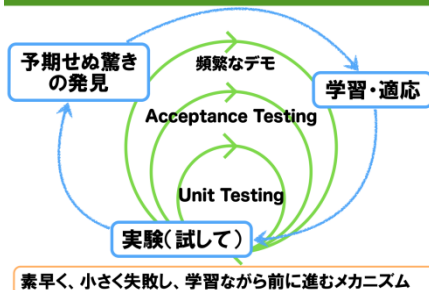 予期せぬ驚き
の発見
頻繁なデモ
学習・適応
Acceptance Testing
Unit Testing
実験(試して)
素早く、小さく失敗し、学習ながら前に進むメカニズム